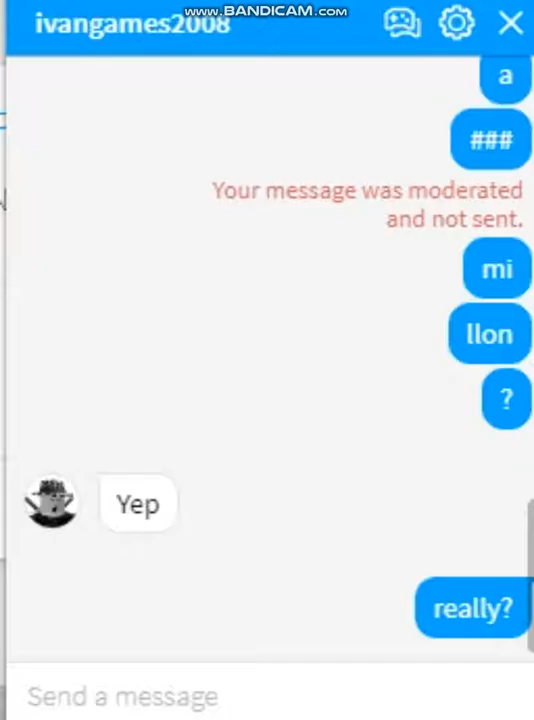 www.BANDICAM.com
ivangames2008
a
###
Your message was moderated
and not sent.
mi
llon
?
Yep
really?
Send a message